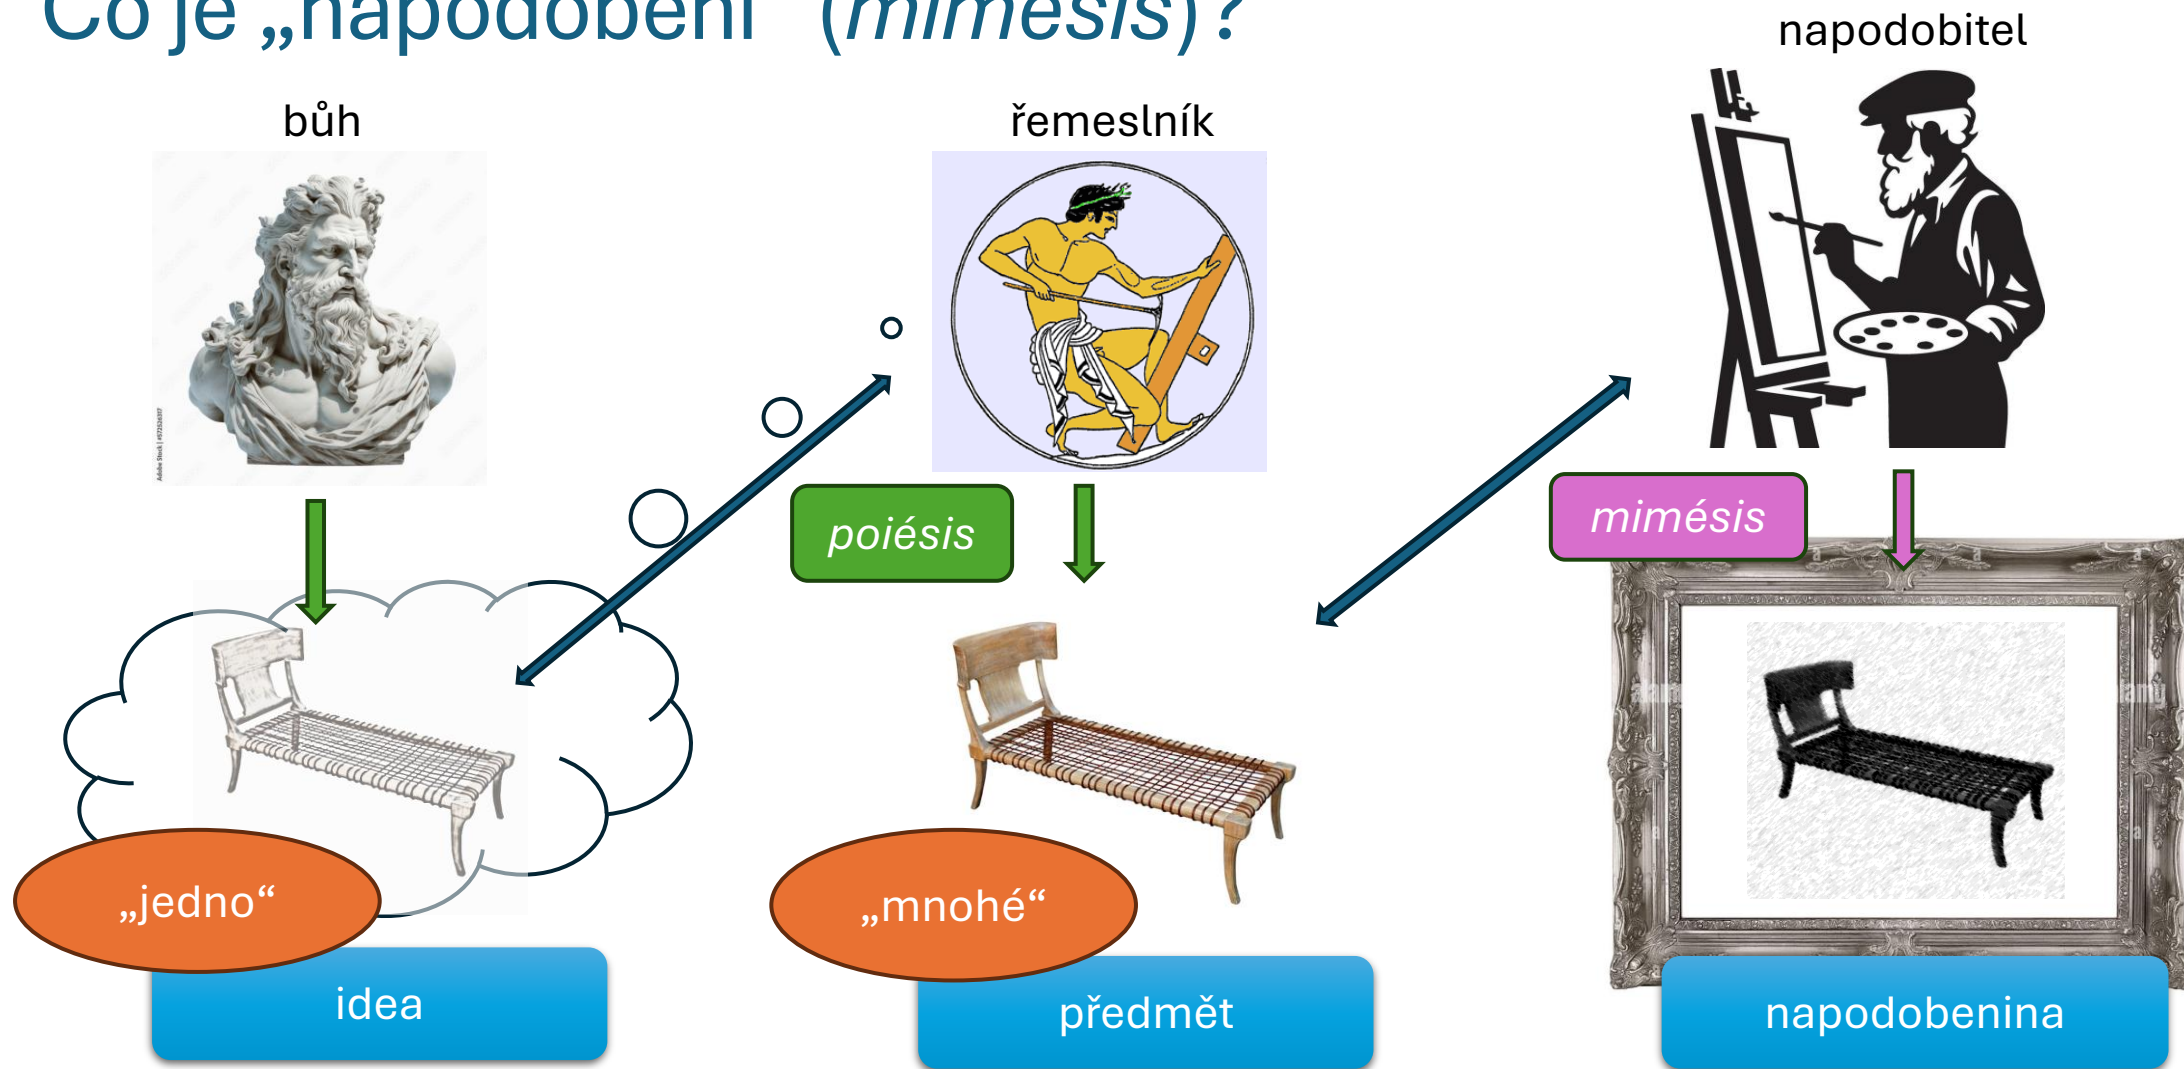 Co je „napodobení“ (mimésis)?
napodobitel
bůh
řemeslník
poiésis
mimésis
„jedno“
„mnohé“
idea
předmět
napodobenina